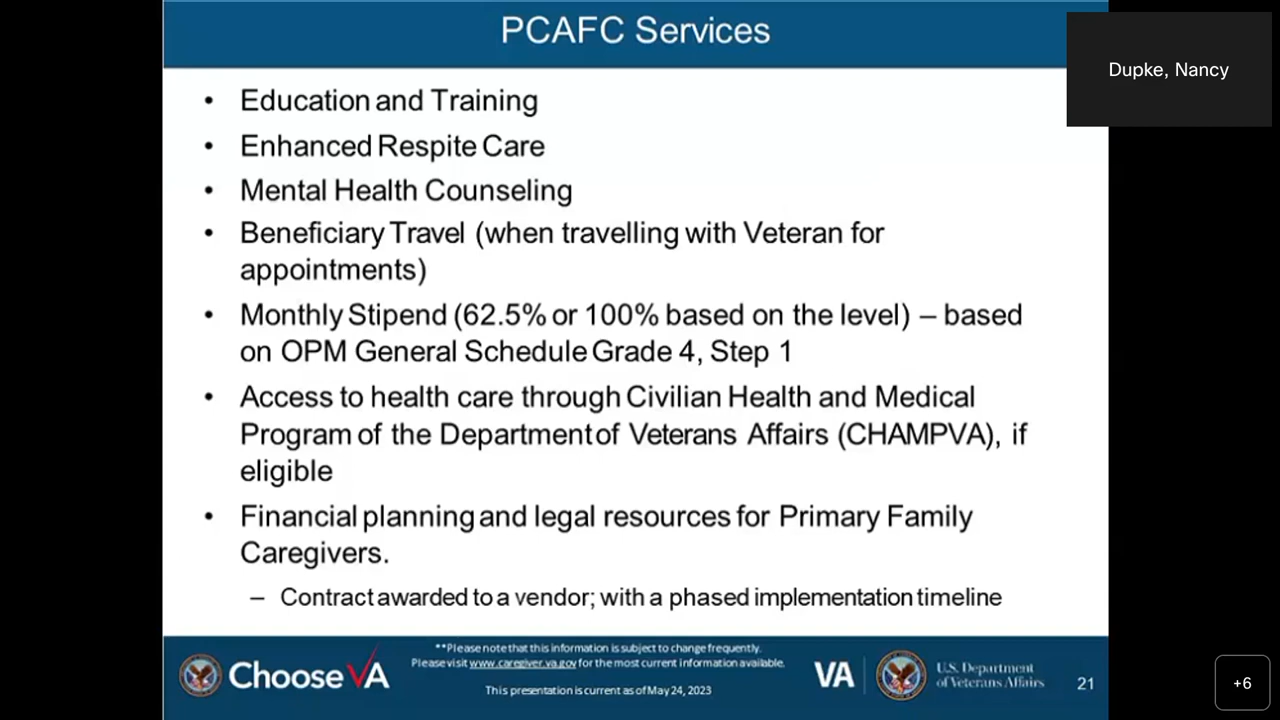 PCAFC Services
Dupke, Nancy
• Education and Training
• Enhanced Respite Care
• Mental Health Counseling
• Beneficiary Travel (when travelling with Veteran for
appointments)
• Monthly Stipend (62.5% or 100% based on the level) – based
on OPM General Schedule Grade 4, Step 1
• Access to health care through Civilian Health and Medical
Program of the Department of Veterans Affairs (CHAMPVA), if
eligible
• Financial planning and legal resources for Primary Family
Caregivers.
– Contract awarded to a vendor; with a phased implementation timeline
**Please note that this information is subject to change frequently.
Please visit www.caregiver.va.gov for the most current information available.
This presentation is current as of May 24, 2023
Choose VA
VA
U.S. Department
of Veterans Affairs
21
+6